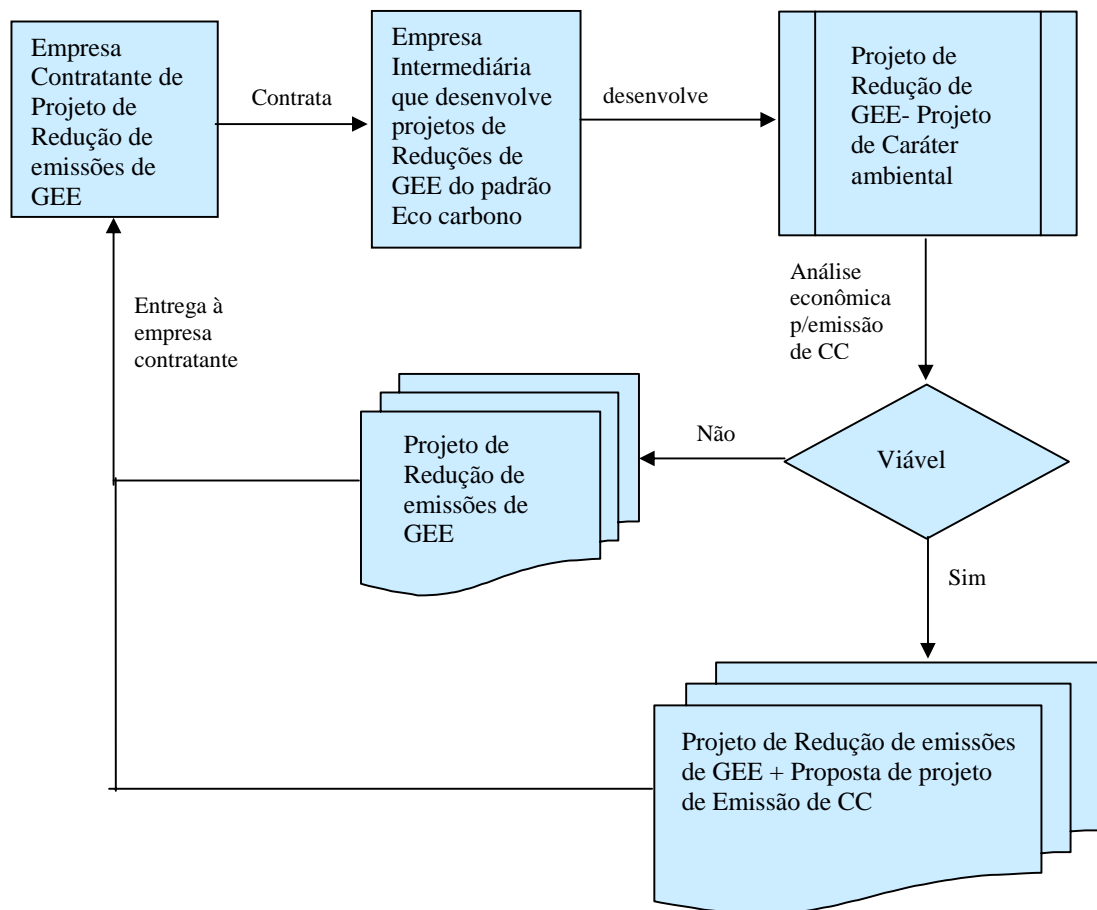 Empresa
Contratante de
Projeto de
Redução de
emissões de
GEE
Contrata
Empresa
Intermediária
que desenvolve
projetos de
Reduções de
GEE do padrão
Eco carbono
desenvolve
Projeto de
Redução de
GEE- Projeto
de Caráter
ambiental
Análise
econômica
p/emissão
de CC
Entrega à
empresa
contratante
Projeto de
Redução de
emissões de
GEE
Não
Viável
Sim
Projeto de Redução de emissões
de GEE + Proposta de projeto
de Emissão de CC